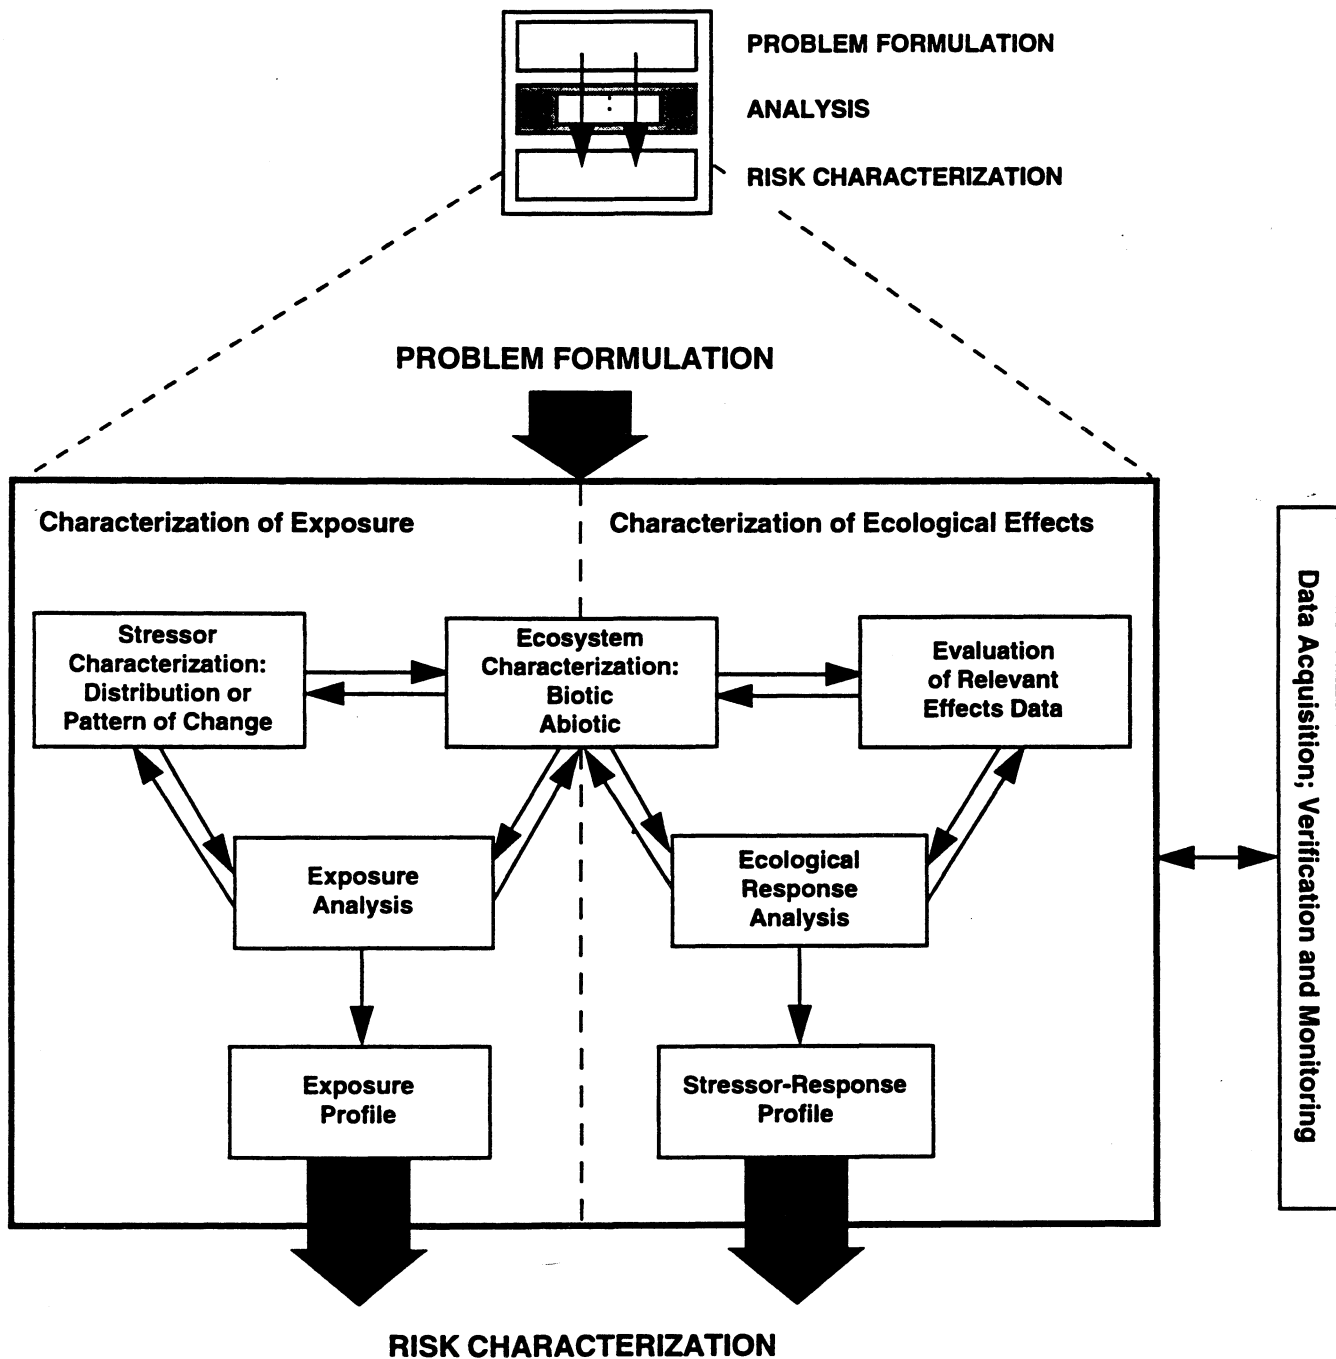 PROBLEM FORMULATION
ANALYSIS
RISK CHARACTERIZATION
PROBLEM FORMULATION
Characterization of Exposure
Characterization of Ecological Effects
Stressor
Characterization:
Distribution or
Pattern of Change
Ecosystem
Characterization:
Biotic
Abiotic
Evaluation
of Relevant
Effects Data
Exposure
Analysis
Ecological
Response
Analysis
Exposure
Profile
Stressor-Response
Profile
Data Acquisition; Verification and Monitoring
RISK CHARACTERIZATION